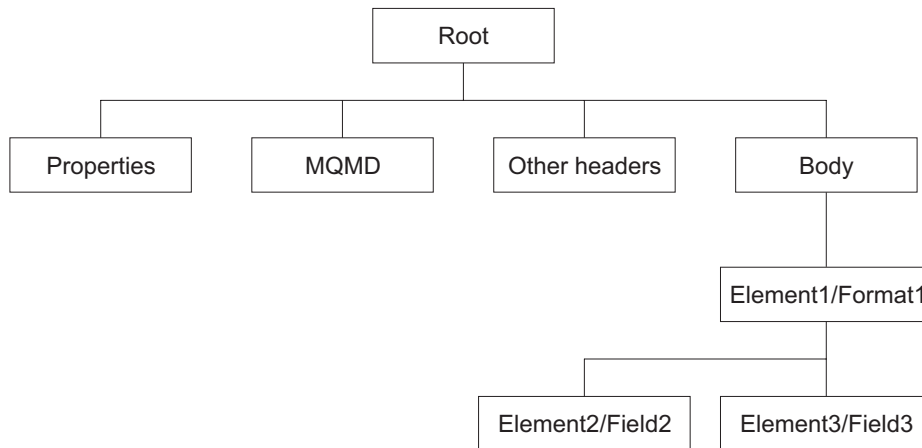 Root
Properties
MQMD
Other headers
Body
Element1/Format1
Element2/Field2
Element3/Field3